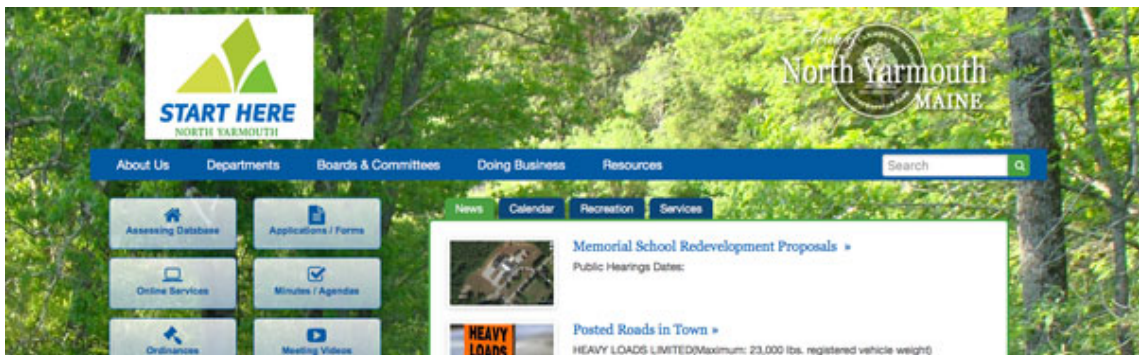 START HERE
NORTH YARMOUTH
Town of
North Yarmouth
MAINE
About Us Departments Boards & Committees Doing Business Resources Search
News Calendar Recreation Services
Assessing Database Applications / Forms
Memorial School Redevelopment Proposals »
Public Hearings Dates:
Online Services Minutes / Agendas
HEAVY
LOADS
Posted Roads in Town »
Ordinances Meeting Videos
HEAVY LOADS LIMITED(Maximum: 23,000 lbs. registered vehicle weight)